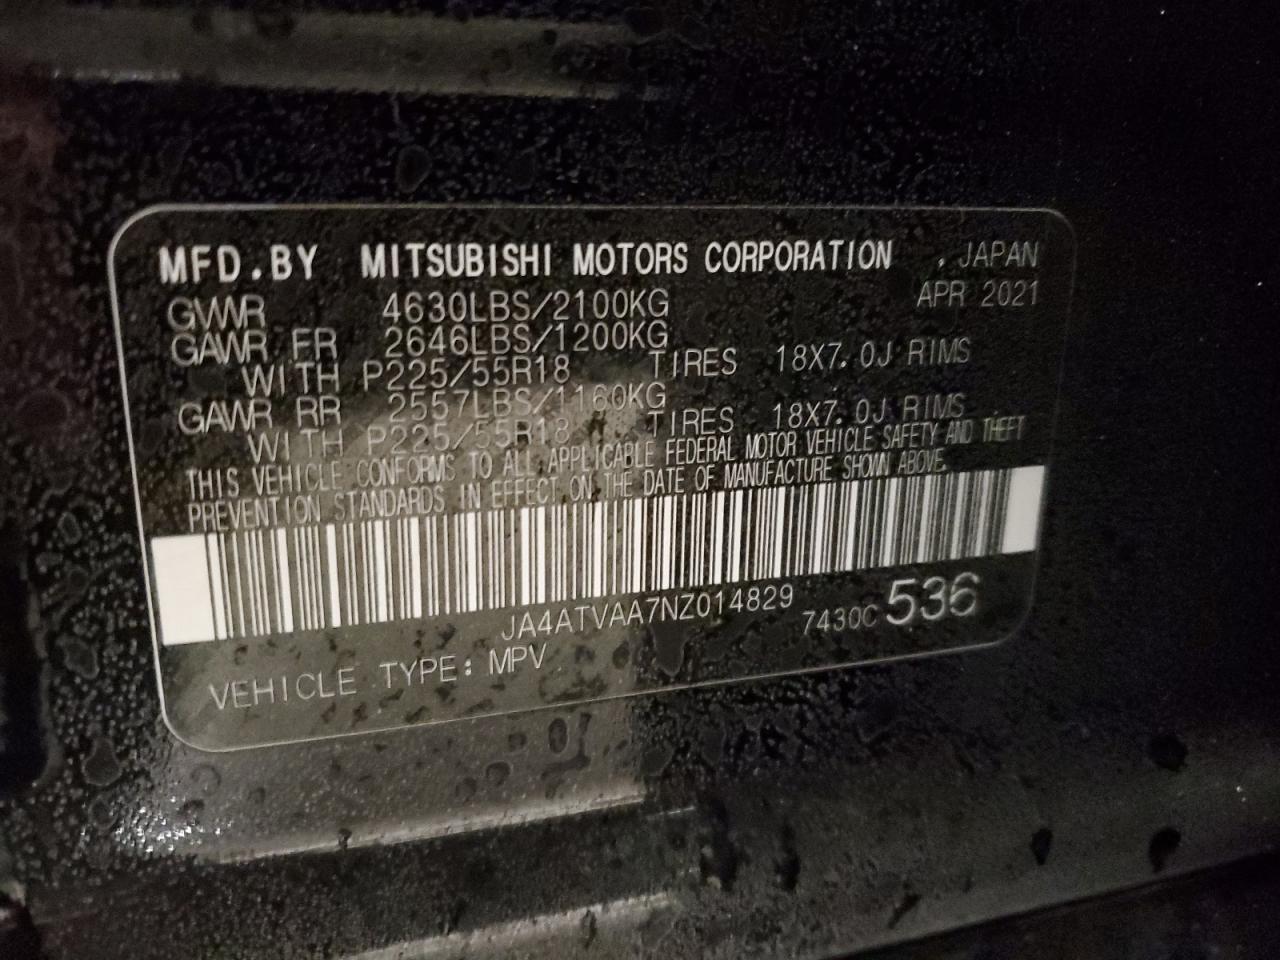 MFD.BY MITSUBISHI MOTORS CORPORATION , JAPAN
GVWR 4630LBS/2100KG APR 2021
GAWR FR 2646LBS/1200KG
WITH P225/55R18 TIRES 18X7.0J RIMS
GAWR RR 2557LBS/1160KG
WITH P225/55R18 TIRES 18X7.0J RIMS
THIS VEHICLE CONFORMS TO ALL APPLICABLE FEDERAL MOTOR VEHICLE SAFETY AND THEFT
PREVENTION STANDARDS IN EFFECT ON THE DATE OF MANUFACTURE SHOWN ABOVE.
JA4ATVAA7NZ014829
7430C 536
VEHICLE TYPE: MPV